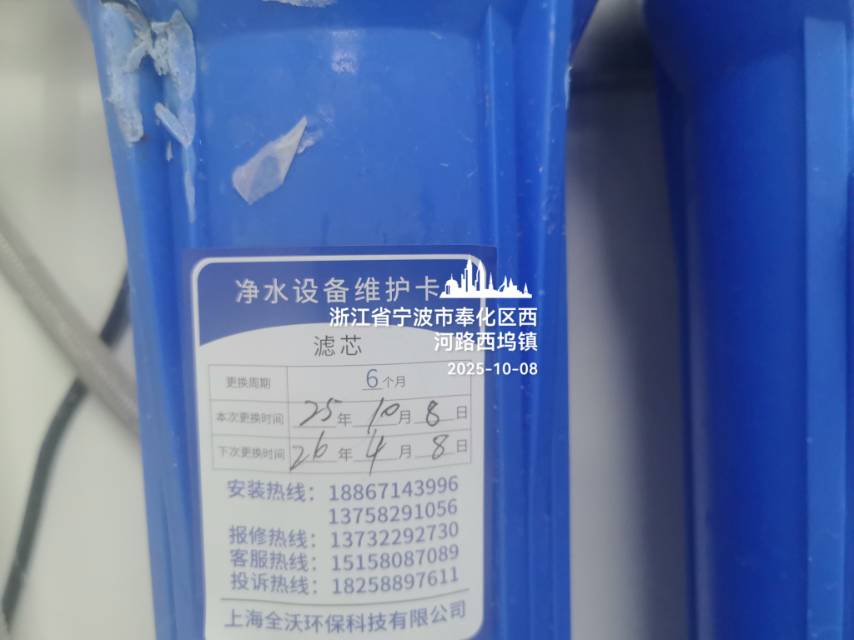 净水设备维护卡
浙江省宁波市奉化区西
河路西坞镇
2025-10-08
滤芯
更换周期 6个月
本次更换时间 25年10月8日
下次更换时间 26年4月8日
安装热线：18867143996
13758291056
报修热线：13732292730
客服热线：15158087089
投诉热线：18258897611
上海全沃环保科技有限公司